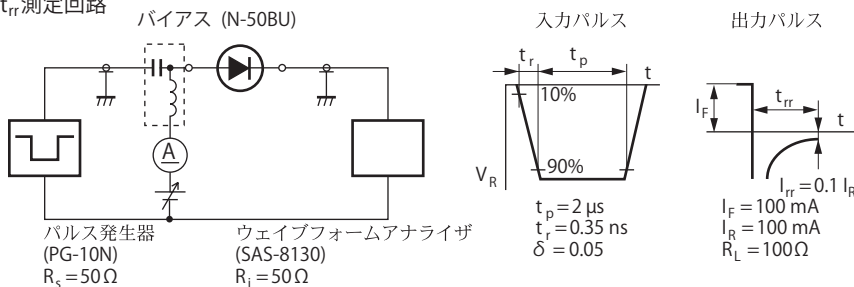 trr測定回路
バイアス (N-50BU)
A
パルス発生器
(PG-10N)
Rs=50Ω
ウェイブフォームアナライザ
(SAS-8130)
Ri=50Ω
入力パルス
tr
tp
t
10%
90%
VR
tp=2 μs
tr=0.35 ns
δ=0.05
出力パルス
IF
trr
t
Irr=0.1 IR
IF=100 mA
IR=100 mA
RL=100Ω